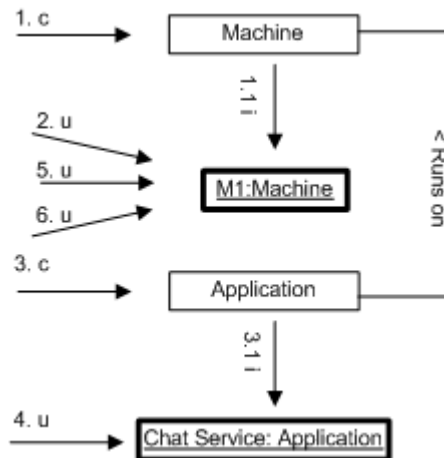 1. c
Machine
1.1 i
2. u
5. u
M1:Machine
6. u
< Runs on
3. c
Application
3.1 i
4. u
Chat Service: Application